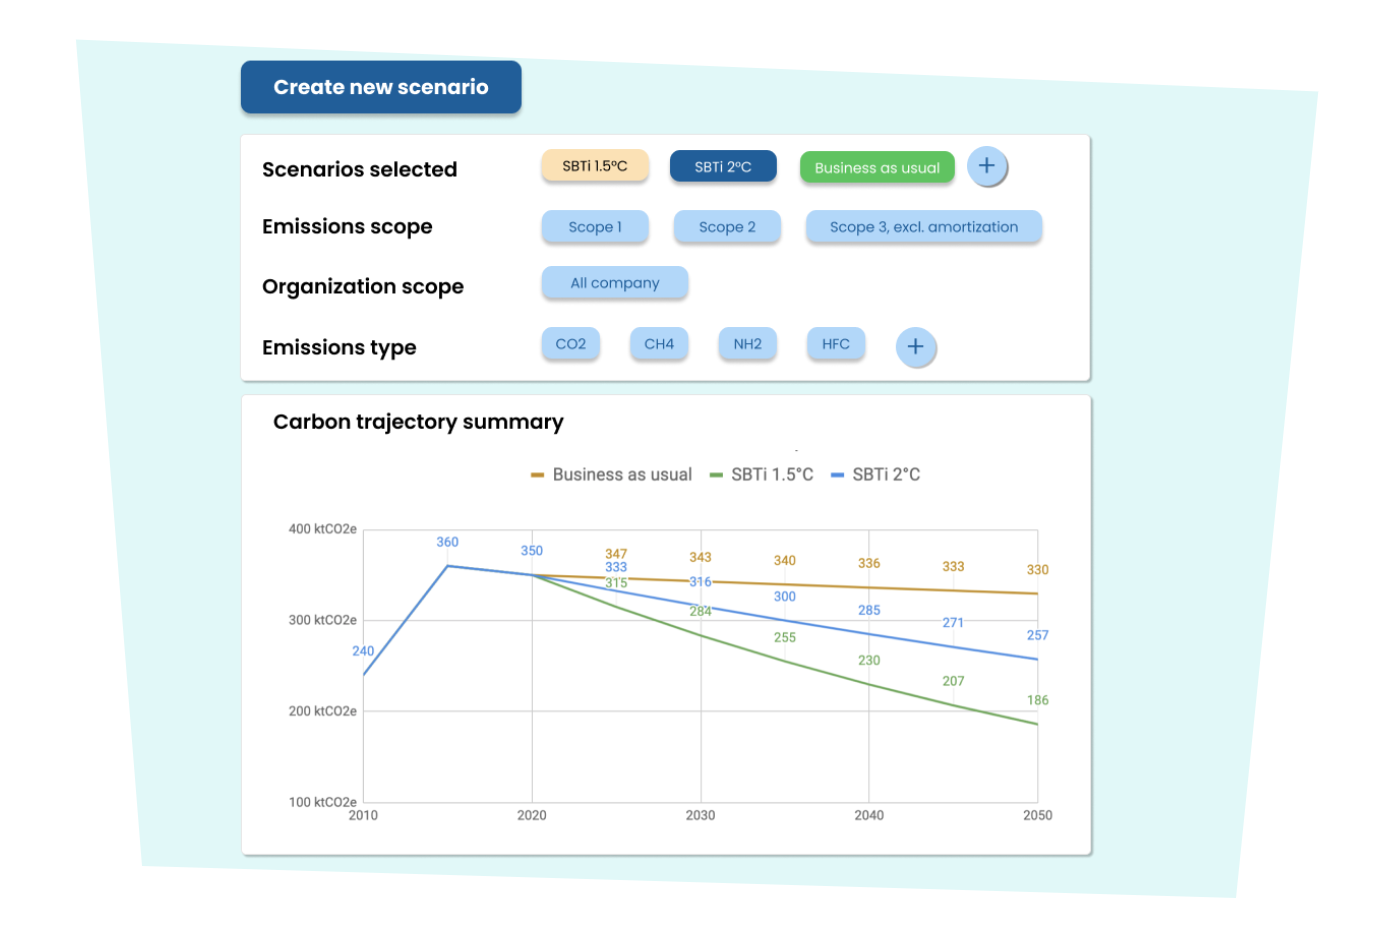 Create new scenario
Scenarios selected
SBTi 1.5°C
SBTi 2°C
Business as usual
+
Emissions scope
Scope 1
Scope 2
Scope 3, excl. amortization
Organization scope
All company
Emissions type
CO2
CH4
NH2
HFC
+
Carbon trajectory summary
Business as usual
SBTi 1.5°C
SBTi 2°C
400 ktCO2e
300 ktCO2e
200 ktCO2e
100 ktCO2e
240
360
350
347
333
315
343
316
284
340
300
255
336
285
230
333
271
207
330
257
186
2010
2020
2030
2040
2050